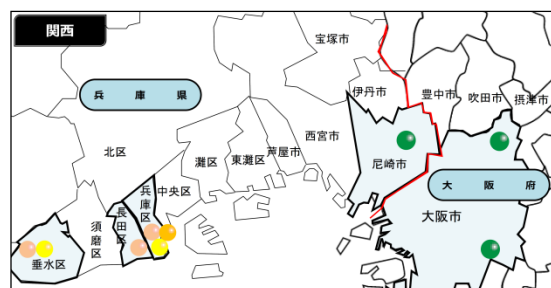 関西
宝塚市
兵庫県
伊丹市
豊中市
吹田市
摂津市
北区
西宮市
灘区
東灘区
芦屋市
尼崎市
兵庫区
中央区
大阪府
須磨区
長田区
大阪市
垂水区